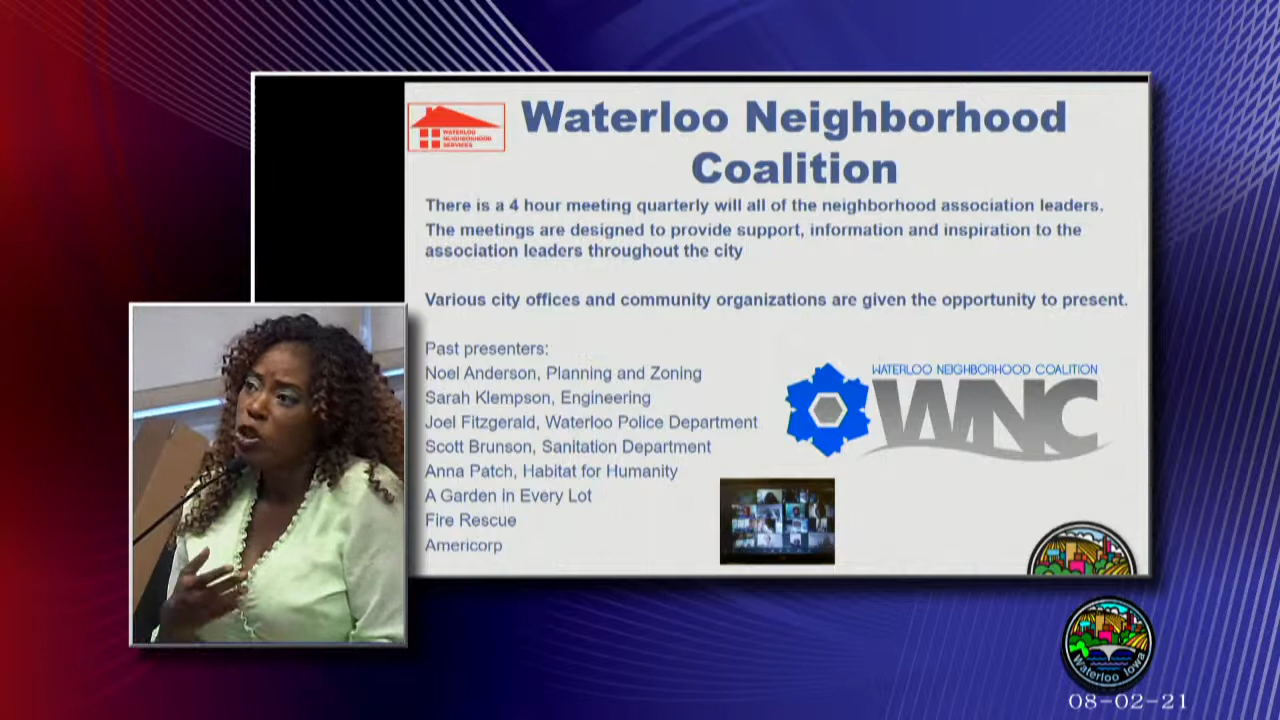 WATERLOO
NEIGHBORHOOD
SERVICES
Waterloo Neighborhood
Coalition
There is a 4 hour meeting quarterly will all of the neighborhood association leaders.
The meetings are designed to provide support, information and inspiration to the
association leaders throughout the city
Various city offices and community organizations are given the opportunity to present.
Past presenters:
Noel Anderson, Planning and Zoning
Sarah Klempson, Engineering
Joel Fitzgerald, Waterloo Police Department
Scott Brunson, Sanitation Department
Anna Patch, Habitat for Humanity
A Garden in Every Lot
Fire Rescue
Americorp
WATERLOO NEIGHBORHOOD COALITION
WNC
Waterloo Iowa
08-02-21